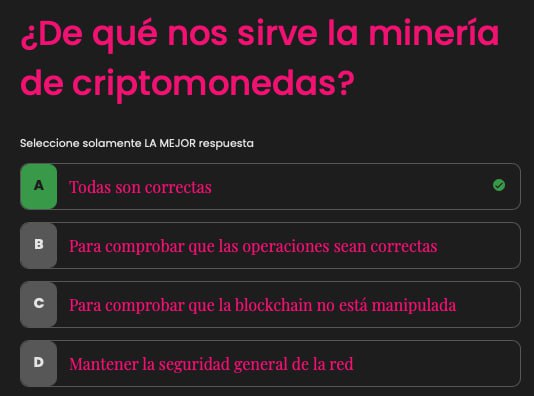 ¿De qué nos sirve la minería
de criptomonedas?
Seleccione solamente LA MEJOR respuesta
A Todas son correctas
B Para comprobar que las operaciones sean correctas
C Para comprobar que la blockchain no está manipulada
D Mantener la seguridad general de la red